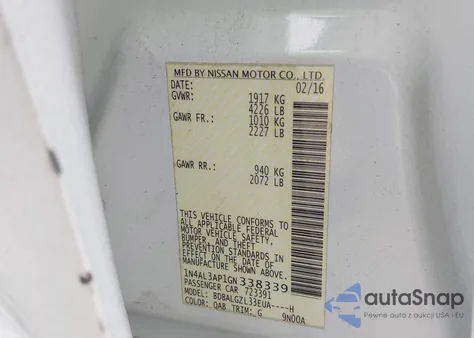 MFD BY NISSAN MOTOR CO., LTD.
DATE: 02/16
GVWR: 1917 KG
4226 LB
GAWR FR.: 1010 KG
2227 LB
GAWR RR.: 940 KG
2072 LB
THIS VEHICLE CONFORMS TO
ALL APPLICABLE FEDERAL
MOTOR VEHICLE SAFETY,
BUMPER, AND THEFT
PREVENTION STANDARDS IN
EFFECT ON THE DATE OF
MANUFACTURE SHOWN ABOVE.
1N4AL3AP1GN338339
PASSENGER CAR 723391
MODEL: BDBALGZL33EUA----H
COLOR: QAB TRIM: G 9N00A
autoSnap
Pewne auta z aukcji USA i EU